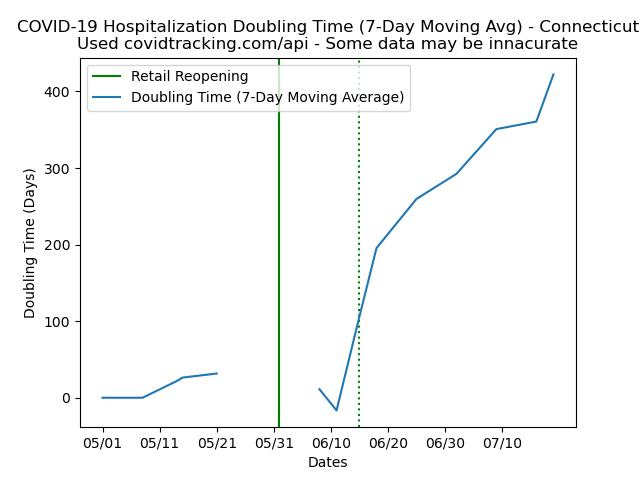 COVID-19 Hospitalization Doubling Time (7-Day Moving Avg) - Connecticut
Used covidtracking.com/api - Some data may be innacurate
Retail Reopening
Doubling Time (7-Day Moving Average)
Doubling Time (Days)
400
300
200
100
0
05/01 05/11 05/21 05/31 06/10 06/20 06/30 07/10
Dates